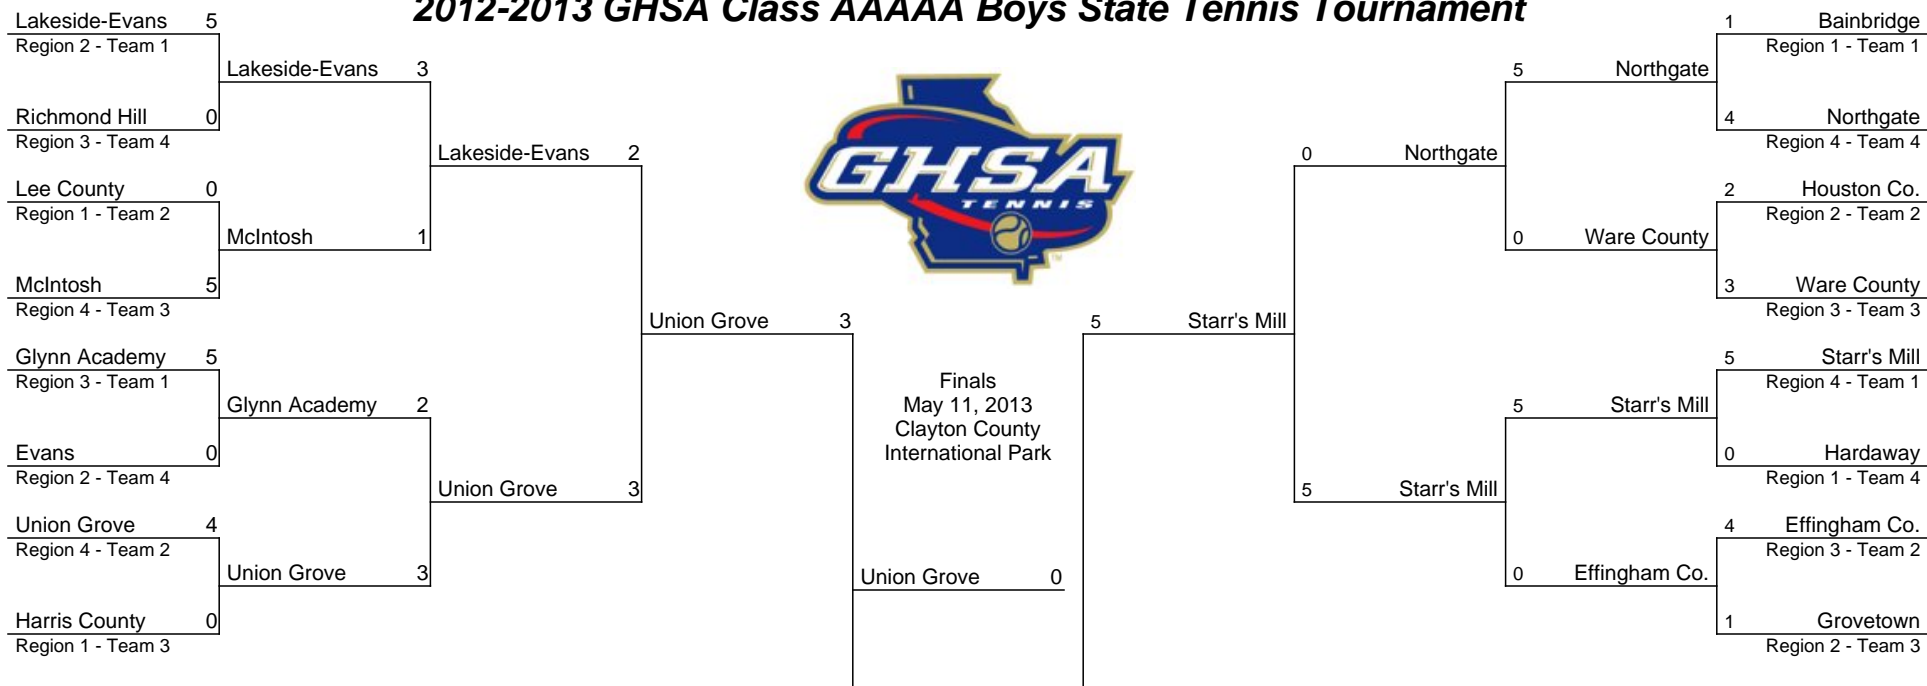 2012-2013 GHSA Class AAAAA Boys State Tennis Tournament
Lakeside-Evans 5
Region 2 - Team 1
Richmond Hill 0
Region 3 - Team 4
Lee County 0
Region 1 - Team 2
McIntosh 5
Region 4 - Team 3
Glynn Academy 5
Region 3 - Team 1
Evans 0
Region 2 - Team 4
Union Grove 4
Region 4 - Team 2
Harris County 0
Region 1 - Team 3
Lakeside-Evans 3
McIntosh 1
Glynn Academy 2
Union Grove 3
Lakeside-Evans 2
Union Grove 3
Union Grove 3
GHSA
TENNIS
TM
Finals
May 11, 2013
Clayton County
International Park
Union Grove 0
5 Starr's Mill
0 Northgate
5 Starr's Mill
5 Northgate
0 Ware County
5 Starr's Mill
0 Effingham Co.
1 Bainbridge
Region 1 - Team 1
4 Northgate
Region 4 - Team 4
2 Houston Co.
Region 2 - Team 2
3 Ware County
Region 3 - Team 3
5 Starr's Mill
Region 4 - Team 1
0 Hardaway
Region 1 - Team 4
4 Effingham Co.
Region 3 - Team 2
1 Grovetown
Region 2 - Team 3